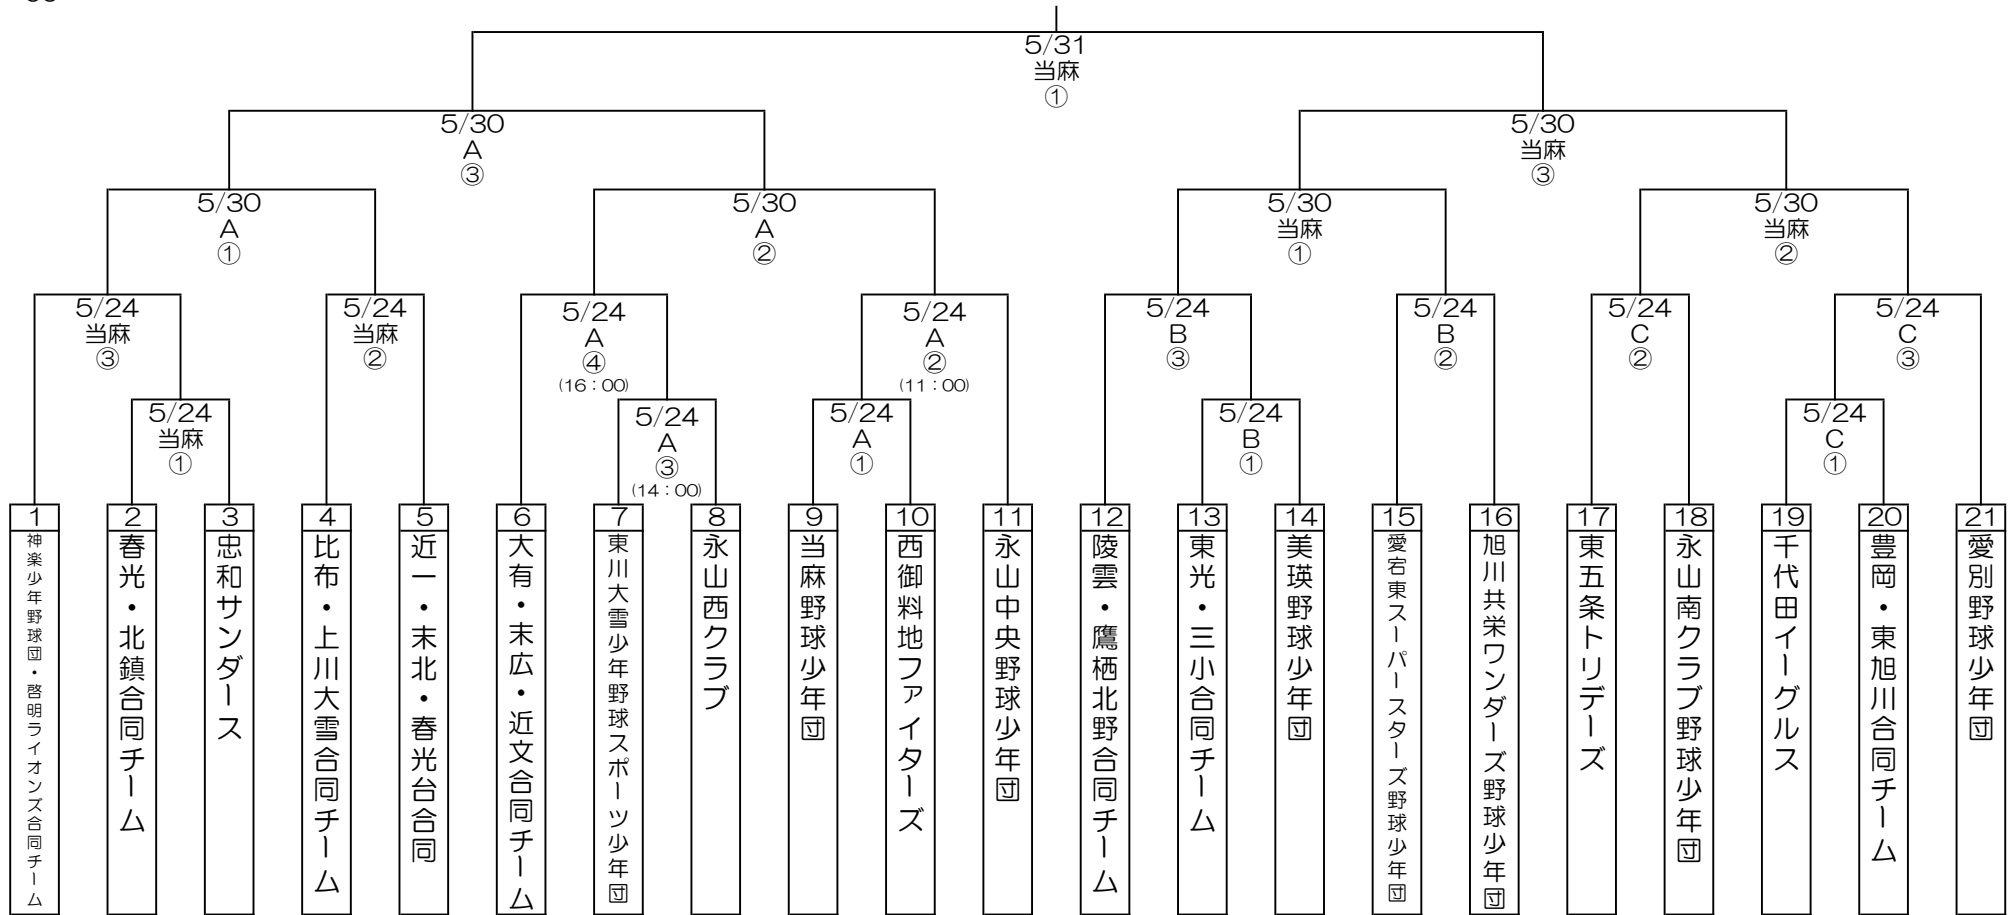 5/31
当麻
①
5/30
A
③
5/30
当麻
③
5/30
A
①
5/30
A
②
5/30
当麻
①
5/30
当麻
②
5/24
当麻
③
5/24
当麻
②
5/24
A
④
(16：00)
5/24
A
②
(11：00)
5/24
B
③
5/24
B
②
5/24
C
②
5/24
C
③
5/24
当麻
①
5/24
A
③
(14：00)
5/24
A
①
5/24
B
①
5/24
C
①
1
神楽少年野球団・啓明ライオンズ合同チーム
2
春光・北鎮合同チーム
3
忠和サンダース
4
比布・上川大雪合同チーム
5
近一・末北・春光台合同
6
大有・末広・近文合同チーム
7
東川大雪少年野球スポーツ少年団
8
永山西クラブ
9
当麻野球少年団
10
西御料地ファイターズ
11
永山中央野球少年団
12
陵雲・鷹栖北野合同チーム
13
東光・三小合同チーム
14
美瑛野球少年団
15
愛宕東スーパースターズ野球少年団
16
旭川共栄ワンダーズ野球少年団
17
東五条トリデーズ
18
永山南クラブ野球少年団
19
千代田イーグルス
20
豊岡・東旭川合同チーム
21
愛別野球少年団